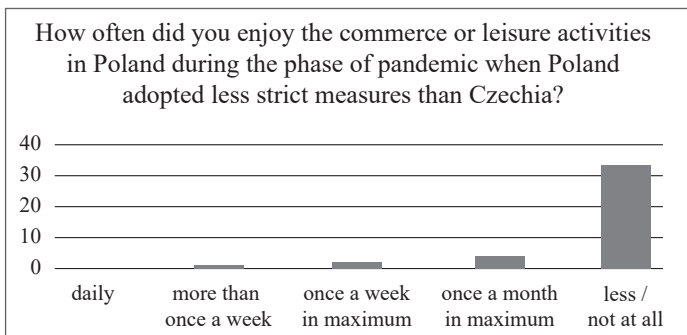 How often did you enjoy the commerce or leisure activities
in Poland during the phase of pandemic when Poland
adopted less strict measures than Czechia?
40
30
20
10
0
daily
more than
once a week
once a week
in maximum
once a month
in maximum
less /
not at all